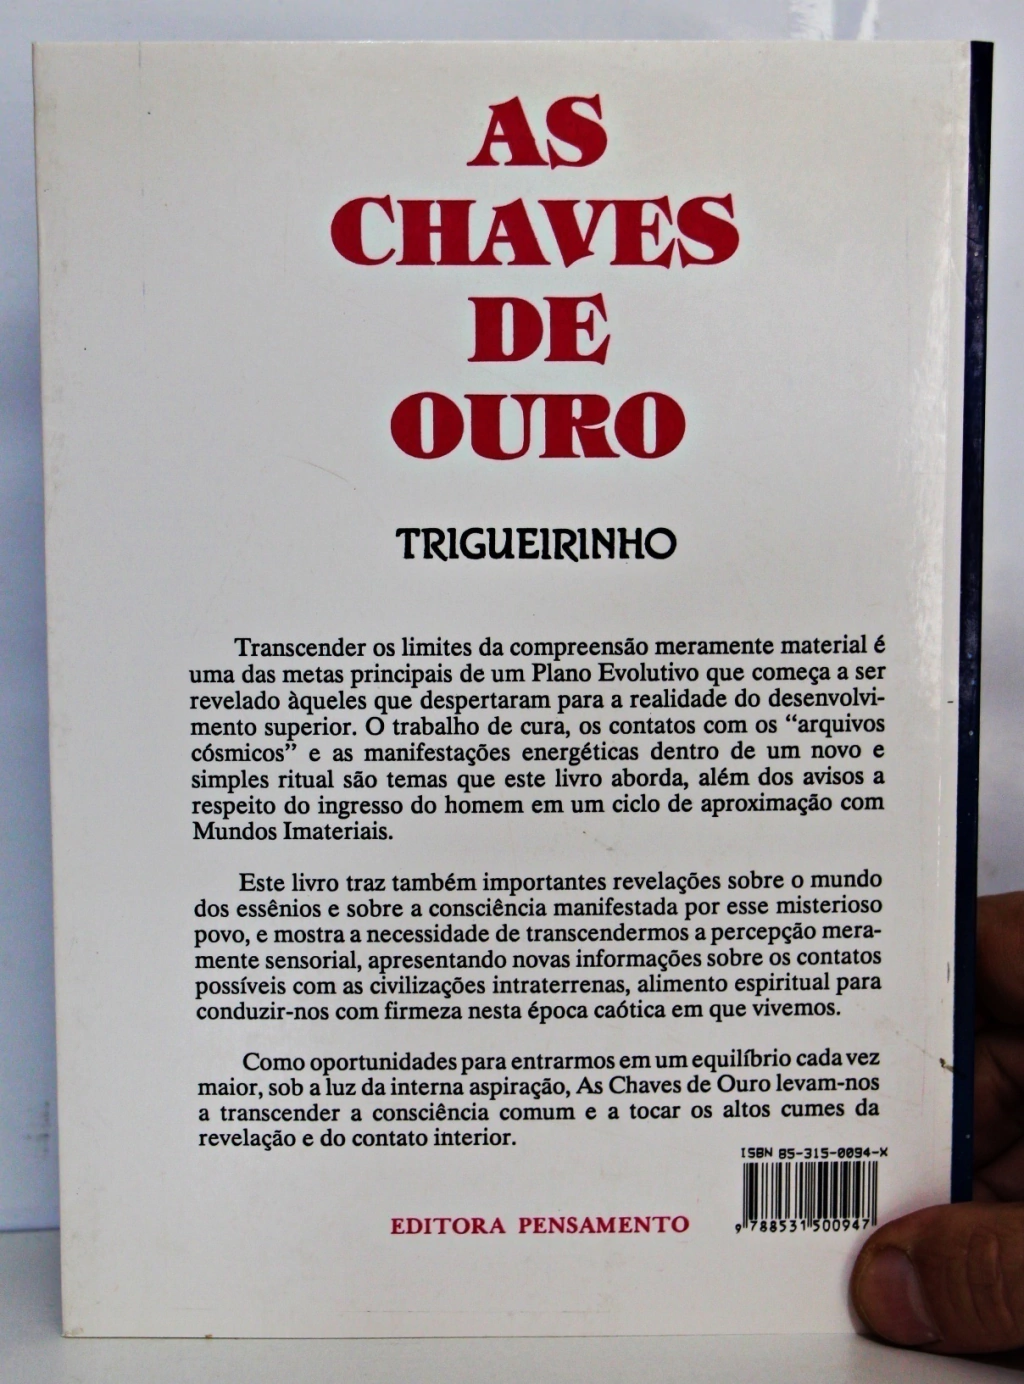 AS
CHAVES
DE
OURO
TRIGUEIRINHO
Transcender os limites da compreensão meramente material é
uma das metas principais de um Plano Evolutivo que começa a ser
revelado àqueles que despertaram para a realidade do desenvolvi-
mento superior. O trabalho de cura, os contatos com os “arquivos
cósmicos” e as manifestações energéticas dentro de um novo e
simples ritual são temas que este livro aborda, além dos avisos a
respeito do ingresso do homem em um ciclo de aproximação com
Mundos Imateriais.
Este livro traz também importantes revelações sobre o mundo
dos essênios e sobre a consciência manifestada por esse misterioso
povo, e mostra a necessidade de transcendermos a percepção mera-
mente sensorial, apresentando novas informações sobre os contatos
possíveis com as civilizações intraterrenas, alimento espiritual para
conduzir-nos com firmeza nesta época caótica em que vivemos.
Como oportunidades para entrarmos em um equilíbrio cada vez
maior, sob a luz da interna aspiração, As Chaves de Ouro levam-nos
a transcender a consciência comum e a tocar os altos cumes da
revelação e do contato interior.
ISBN 85-315-0094-X
EDITORA PENSAMENTO
9 788531 500947